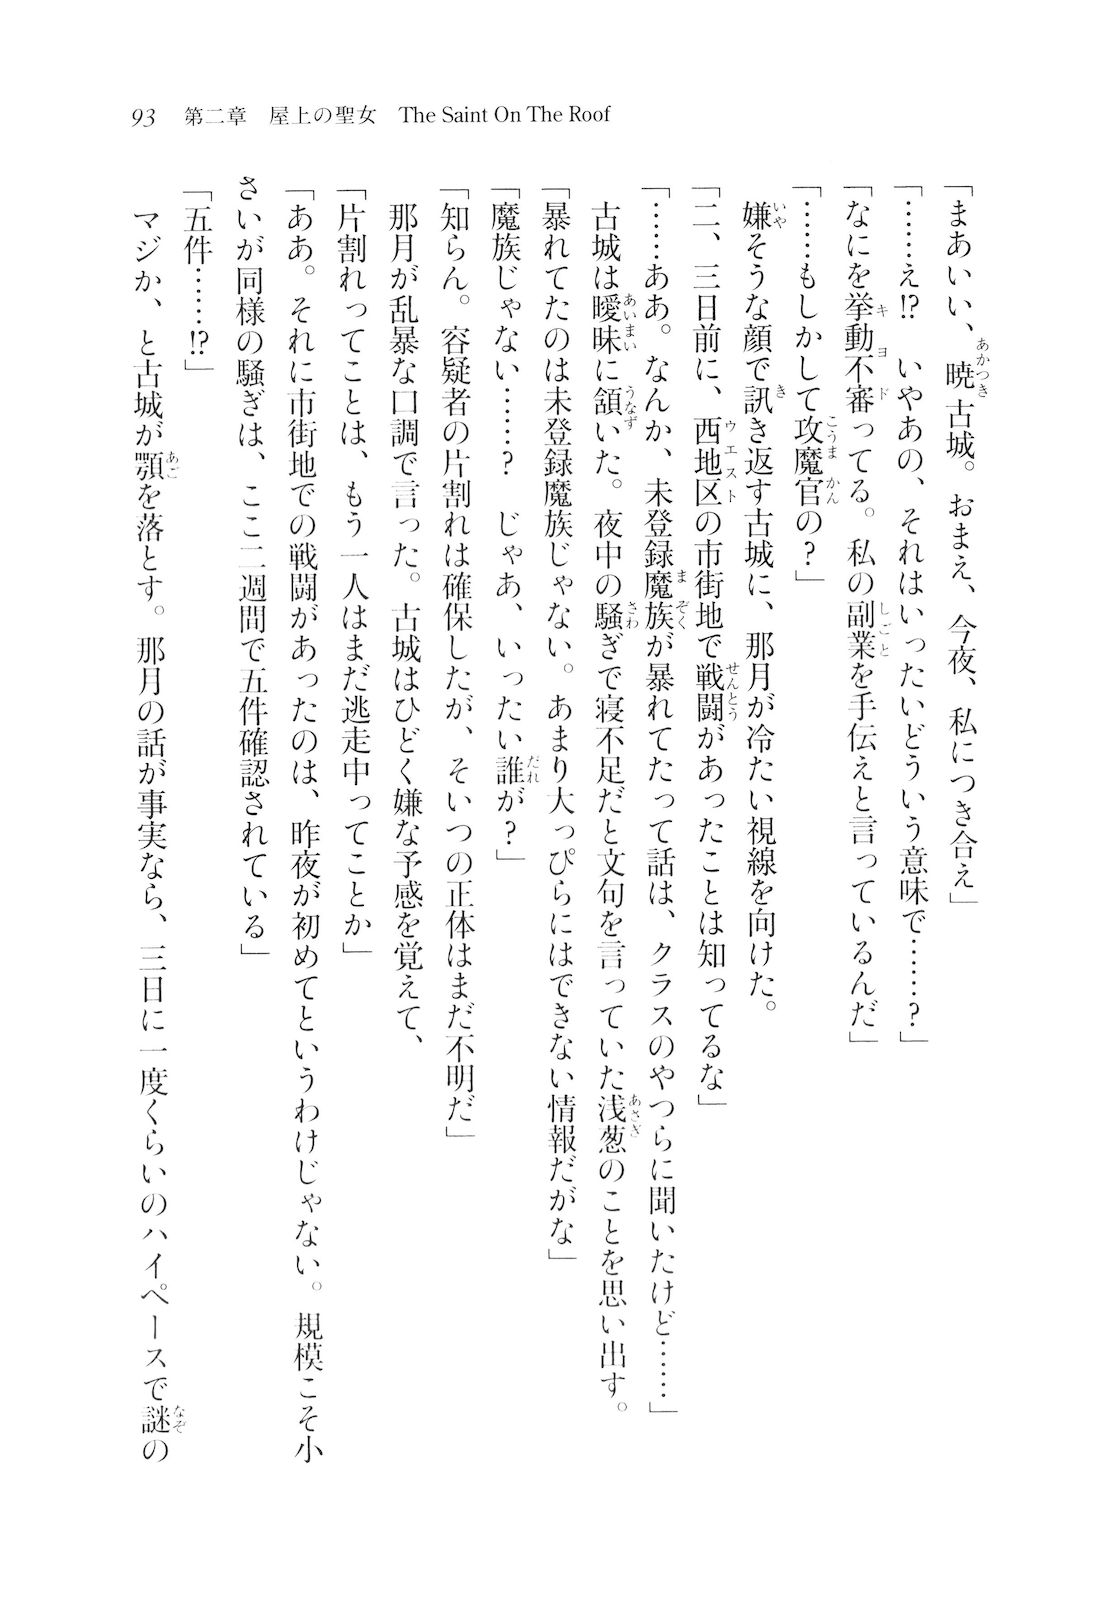 93　第二章　屋上の聖女　The Saint On The Roof
「まあいい、暁古城。おまえ、今夜、私につき合え」
「……え!?　いやあの、それはいったいどういう意味で……？」
「なにを挙動不審ってる。私の副業を手伝えと言っているんだ」
「……もしかして攻魔官の？」
　嫌そうな顔で訊き返す古城に、那月が冷たい視線を向けた。
「二、三日前に、西地区の市街地で戦闘があったことは知ってるな」
「……ああ。なんか、未登録魔族が暴れてたって話は、クラスのやつらに聞いたけど……」
　古城は曖昧に頷いた。夜中の騒ぎで寝不足だと文句を言っていた浅葱のことを思い出す。
「暴れてたのは未登録魔族じゃない。あまり大っぴらにはできない情報だがな」
「魔族じゃない……？　じゃあ、いったい誰が？」
「知らん。容疑者の片割れは確保したが、そいつの正体はまだ不明だ」
　那月が乱暴な口調で言った。古城はひどく嫌な予感を覚えて、
「片割れってことは、もう一人はまだ逃走中ってことか」
「ああ。それに市街地での戦闘があったのは、昨夜が初めてというわけじゃない。規模こそ小
さいが同様の騒ぎは、ここ二週間で五件確認されている」
「五件……!?」
　マジか、と古城が顎を落とす。那月の話が事実なら、三日に一度くらいのハイペースで謎の